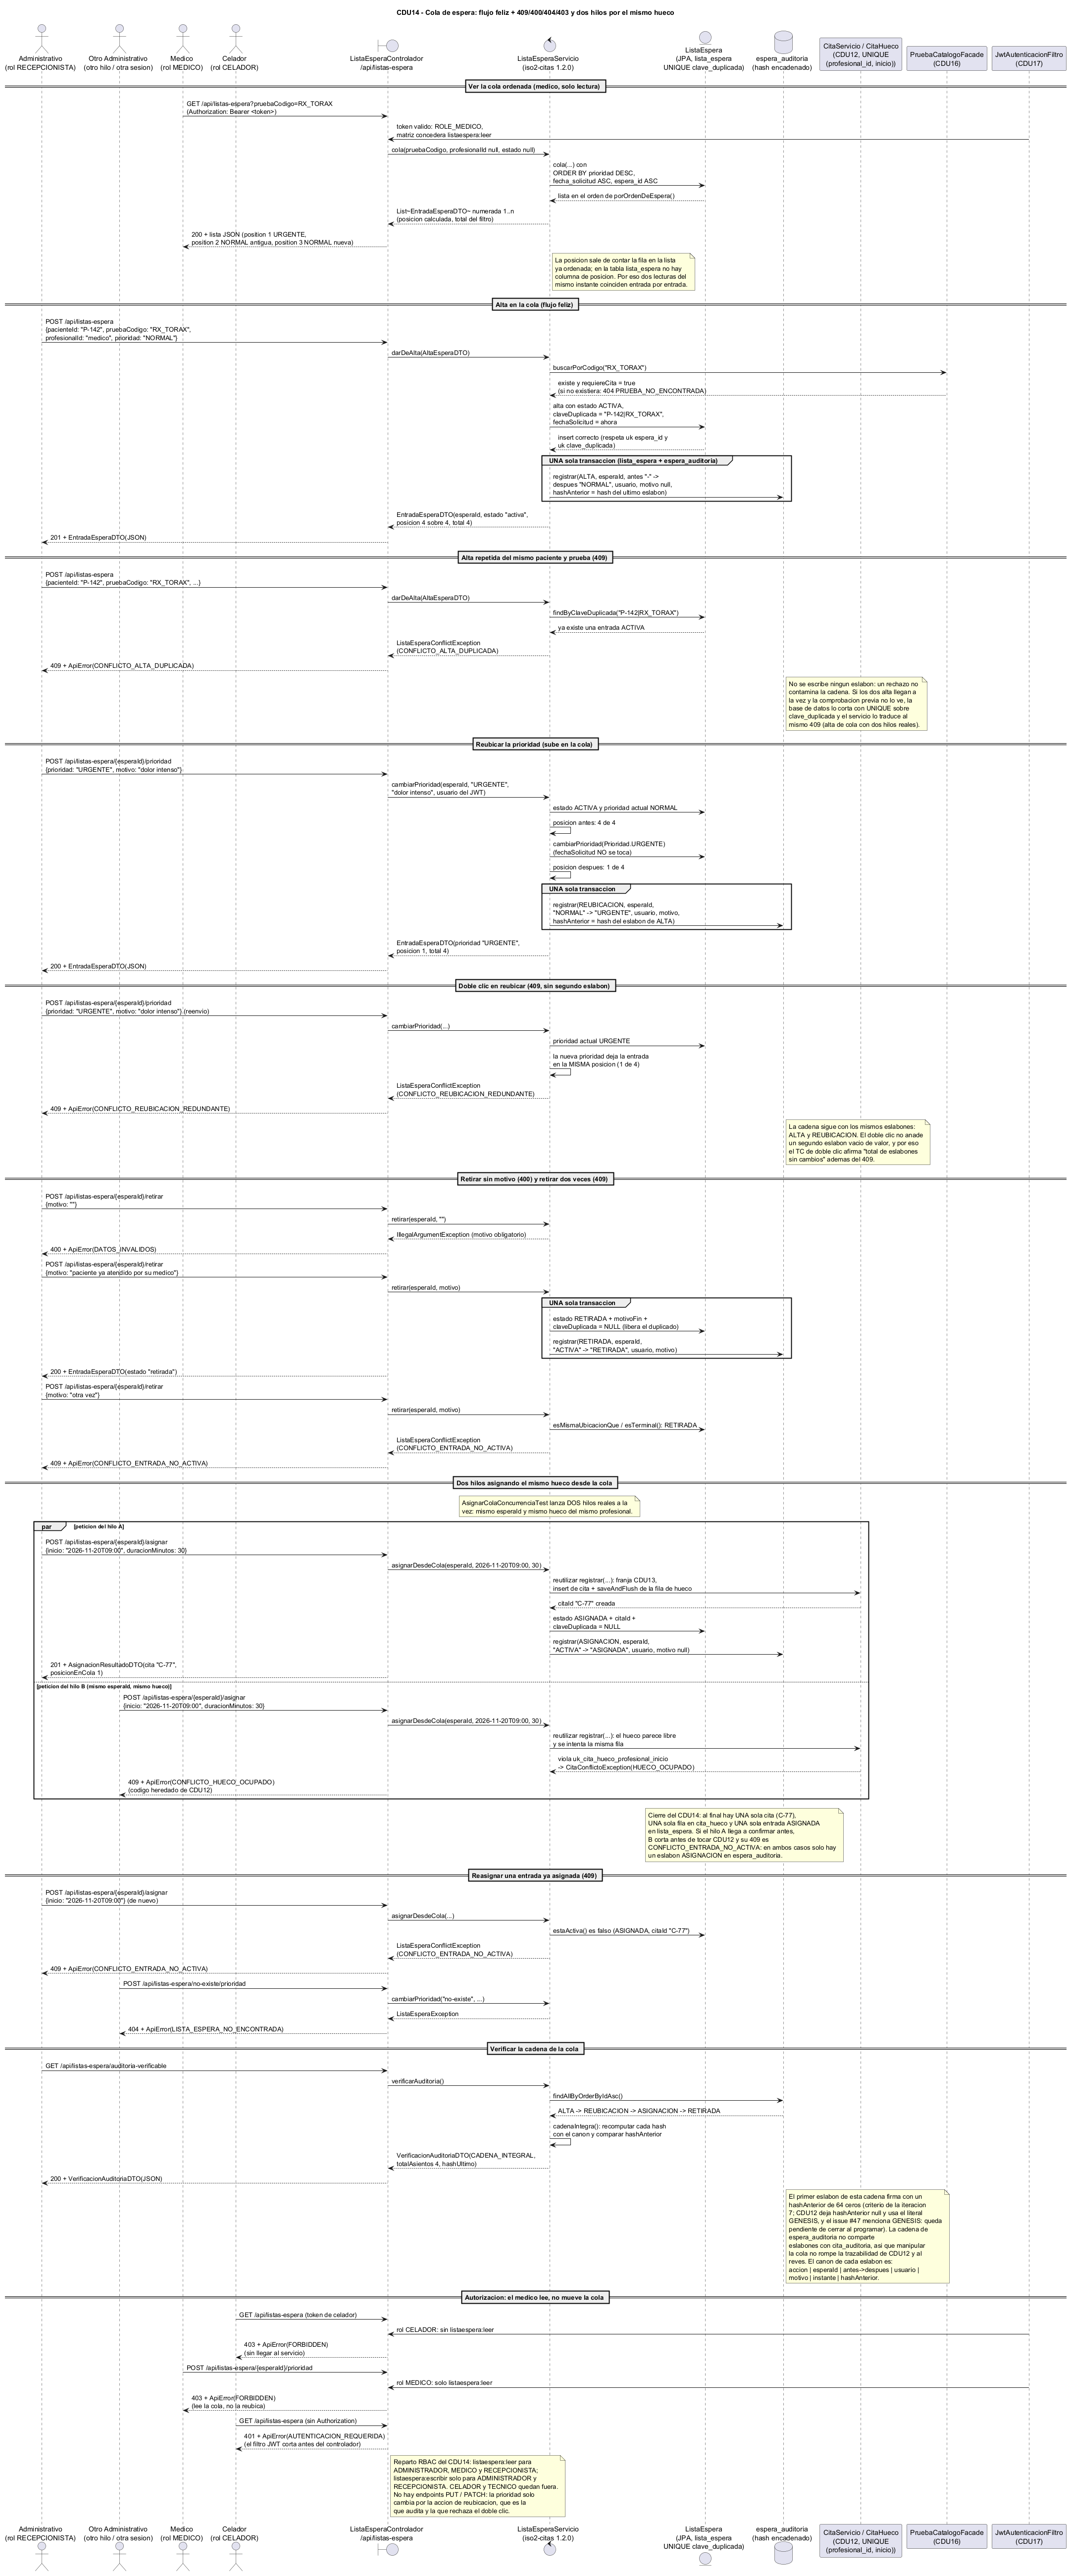 CDU14 - Cola de espera: flujo feliz + 409/400/404/403 y dos hilos por el mismo hueco
Administrativo
(rol RECEPCIONISTA)
Otro Administrativo
(otro hilo / otra sesion)
Medico
(rol MEDICO)
Celador
(rol CELADOR)
ListaEsperaControlador
/api/listas-espera
ListaEsperaServicio
(iso2-citas 1.2.0)
ListaEspera
(JPA, lista_espera
UNIQUE clave_duplicada)
espera_auditoria
(hash encadenado)
CitaServicio / CitaHueco
(CDU12, UNIQUE
(profesional_id, inicio))
PruebaCatalogoFacade
(CDU16)
JwtAutenticacionFiltro
(CDU17)
Ver la cola ordenada (medico, solo lectura)
GET /api/listas-espera?pruebaCodigo=RX_TORAX
(Authorization: Bearer <token>)
token valido: ROLE_MEDICO,
matriz concedera listaespera:leer
cola(pruebaCodigo, profesionalId null, estado null)
cola(...) con
ORDER BY prioridad DESC,
fecha_solicitud ASC, espera_id ASC
lista en el orden de porOrdenDeEspera()
List~EntradaEsperaDTO~ numerada 1..n
(posicion calculada, total del filtro)
200 + lista JSON (position 1 URGENTE,
position 2 NORMAL antigua, position 3 NORMAL nueva)
La posicion sale de contar la fila en la lista
ya ordenada; en la tabla lista_espera no hay
columna de posicion. Por eso dos lecturas del
mismo instante coinciden entrada por entrada.
Alta en la cola (flujo feliz)
POST /api/listas-espera
{pacienteId: "P-142", pruebaCodigo: "RX_TORAX",
profesionalId: "medico", prioridad: "NORMAL"}
darDeAlta(AltaEsperaDTO)
buscarPorCodigo("RX_TORAX")
existe y requiereCita = true
(si no existiera: 404 PRUEBA_NO_ENCONTRADA)
alta con estado ACTIVA,
claveDuplicada = "P-142|RX_TORAX",
fechaSolicitud = ahora
insert correcto (respeta uk espera_id y
uk clave_duplicada)
UNA sola transaccion (lista_espera + espera_auditoria)
registrar(ALTA, esperaId, antes "-" ->
despues "NORMAL", usuario, motivo null,
hashAnterior = hash del ultimo eslabon)
EntradaEsperaDTO(esperaId, estado "activa",
posicion 4 sobre 4, total 4)
201 + EntradaEsperaDTO(JSON)
Alta repetida del mismo paciente y prueba (409)
POST /api/listas-espera
{pacienteId: "P-142", pruebaCodigo: "RX_TORAX", ...}
darDeAlta(AltaEsperaDTO)
findByClaveDuplicada("P-142|RX_TORAX")
ya existe una entrada ACTIVA
ListaEsperaConflictException
(CONFLICTO_ALTA_DUPLICADA)
409 + ApiError(CONFLICTO_ALTA_DUPLICADA)
No se escribe ningun eslabon: un rechazo no
contamina la cadena. Si los dos alta llegan a
la vez y la comprobacion previa no lo ve, la
base de datos lo corta con UNIQUE sobre
clave_duplicada y el servicio lo traduce al
mismo 409 (alta de cola con dos hilos reales).
Reubicar la prioridad (sube en la cola)
POST /api/listas-espera/{esperaId}/prioridad
{prioridad: "URGENTE", motivo: "dolor intenso"}
cambiarPrioridad(esperaId, "URGENTE",
"dolor intenso", usuario del JWT)
estado ACTIVA y prioridad actual NORMAL
posicion antes: 4 de 4
cambiarPrioridad(Prioridad.URGENTE)
(fechaSolicitud NO se toca)
posicion despues: 1 de 4
UNA sola transaccion
registrar(REUBICACION, esperaId,
"NORMAL" -> "URGENTE", usuario, motivo,
hashAnterior = hash del eslabon de ALTA)
EntradaEsperaDTO(prioridad "URGENTE",
posicion 1, total 4)
200 + EntradaEsperaDTO(JSON)
Doble clic en reubicar (409, sin segundo eslabon)
POST /api/listas-espera/{esperaId}/prioridad
{prioridad: "URGENTE", motivo: "dolor intenso"} (reenvio)
cambiarPrioridad(...)
prioridad actual URGENTE
la nueva prioridad deja la entrada
en la MISMA posicion (1 de 4)
ListaEsperaConflictException
(CONFLICTO_REUBICACION_REDUNDANTE)
409 + ApiError(CONFLICTO_REUBICACION_REDUNDANTE)
La cadena sigue con los mismos eslabones:
ALTA y REUBICACION. El doble clic no anade
un segundo eslabon vacio de valor, y por eso
el TC de doble clic afirma "total de eslabones
sin cambios" ademas del 409.
Retirar sin motivo (400) y retirar dos veces (409)
POST /api/listas-espera/{esperaId}/retirar
{motivo: ""}
retirar(esperaId, "")
IllegalArgumentException (motivo obligatorio)
400 + ApiError(DATOS_INVALIDOS)
POST /api/listas-espera/{esperaId}/retirar
{motivo: "paciente ya atendido por su medico"}
retirar(esperaId, motivo)
UNA sola transaccion
estado RETIRADA + motivoFin +
claveDuplicada = NULL (libera el duplicado)
registrar(RETIRADA, esperaId,
"ACTIVA" -> "RETIRADA", usuario, motivo)
200 + EntradaEsperaDTO(estado "retirada")
POST /api/listas-espera/{esperaId}/retirar
{motivo: "otra vez"}
retirar(esperaId, motivo)
esMismaUbicacionQue / esTerminal(): RETIRADA
ListaEsperaConflictException
(CONFLICTO_ENTRADA_NO_ACTIVA)
409 + ApiError(CONFLICTO_ENTRADA_NO_ACTIVA)
Dos hilos asignando el mismo hueco desde la cola
AsignarColaConcurrenciaTest lanza DOS hilos reales a la
vez: mismo esperaId y mismo hueco del mismo profesional.
par [peticion del hilo A]
POST /api/listas-espera/{esperaId}/asignar
{inicio: "2026-11-20T09:00", duracionMinutos: 30}
asignarDesdeCola(esperaId, 2026-11-20T09:00, 30)
reutilizar registrar(...): franja CDU13,
insert de cita + saveAndFlush de la fila de hueco
citaId "C-77" creada
estado ASIGNADA + citaId +
claveDuplicada = NULL
registrar(ASIGNACION, esperaId,
"ACTIVA" -> "ASIGNADA", usuario, motivo null)
201 + AsignacionResultadoDTO(cita "C-77",
posicionEnCola 1)
[peticion del hilo B (mismo esperaId, mismo hueco)]
POST /api/listas-espera/{esperaId}/asignar
{inicio: "2026-11-20T09:00", duracionMinutos: 30}
asignarDesdeCola(esperaId, 2026-11-20T09:00, 30)
reutilizar registrar(...): el hueco parece libre
y se intenta la misma fila
viola uk_cita_hueco_profesional_inicio
-> CitaConflictoException(HUECO_OCUPADO)
409 + ApiError(CONFLICTO_HUECO_OCUPADO)
(codigo heredado de CDU12)
Cierre del CDU14: al final hay UNA sola cita (C-77),
UNA sola fila en cita_hueco y UNA sola entrada ASIGNADA
en lista_espera. Si el hilo A llega a confirmar antes,
B corta antes de tocar CDU12 y su 409 es
CONFLICTO_ENTRADA_NO_ACTIVA: en ambos casos solo hay
un eslabon ASIGNACION en espera_auditoria.
Reasignar una entrada ya asignada (409)
POST /api/listas-espera/{esperaId}/asignar
{inicio: "2026-11-20T09:00"} (de nuevo)
asignarDesdeCola(...)
estaActiva() es falso (ASIGNADA, citaId "C-77")
ListaEsperaConflictException
(CONFLICTO_ENTRADA_NO_ACTIVA)
409 + ApiError(CONFLICTO_ENTRADA_NO_ACTIVA)
POST /api/listas-espera/no-existe/prioridad
cambiarPrioridad("no-existe", ...)
ListaEsperaException
404 + ApiError(LISTA_ESPERA_NO_ENCONTRADA)
Verificar la cadena de la cola
GET /api/listas-espera/auditoria-verificable
verificarAuditoria()
findAllByOrderByIdAsc()
ALTA -> REUBICACION -> ASIGNACION -> RETIRADA
cadenaIntegra(): recomputar cada hash
con el canon y comparar hashAnterior
VerificacionAuditoriaDTO(CADENA_INTEGRAL,
totalAsientos 4, hashUltimo)
200 + VerificacionAuditoriaDTO(JSON)
El primer eslabon de esta cadena firma con un
hashAnterior de 64 ceros (criterio de la iteracion
7; CDU12 deja hashAnterior null y usa el literal
GENESIS, y el issue #47 menciona GENESIS: queda
pendiente de cerrar al programar). La cadena de
espera_auditoria no comparte
eslabones con cita_auditoria, asi que manipular
la cola no rompe la trazabilidad de CDU12 y al
reves. El canon de cada eslabon es:
accion | esperaId | antes->despues | usuario |
motivo | instante | hashAnterior.
Autorizacion: el medico lee, no mueve la cola
GET /api/listas-espera (token de celador)
rol CELADOR: sin listaespera:leer
403 + ApiError(FORBIDDEN)
(sin llegar al servicio)
POST /api/listas-espera/{esperaId}/prioridad
rol MEDICO: solo listaespera:leer
403 + ApiError(FORBIDDEN)
(lee la cola, no la reubica)
GET /api/listas-espera (sin Authorization)
401 + ApiError(AUTENTICACION_REQUERIDA)
(el filtro JWT corta antes del controlador)
Reparto RBAC del CDU14: listaespera:leer para
ADMINISTRADOR, MEDICO y RECEPCIONISTA;
listaespera:escribir solo para ADMINISTRADOR y
RECEPCIONISTA. CELADOR y TECNICO quedan fuera.
No hay endpoints PUT / PATCH: la prioridad solo
cambia por la accion de reubicacion, que es la
que audita y la que rechaza el doble clic.
Administrativo
(rol RECEPCIONISTA)
Otro Administrativo
(otro hilo / otra sesion)
Medico
(rol MEDICO)
Celador
(rol CELADOR)
ListaEsperaControlador
/api/listas-espera
ListaEsperaServicio
(iso2-citas 1.2.0)
ListaEspera
(JPA, lista_espera
UNIQUE clave_duplicada)
espera_auditoria
(hash encadenado)
CitaServicio / CitaHueco
(CDU12, UNIQUE
(profesional_id, inicio))
PruebaCatalogoFacade
(CDU16)
JwtAutenticacionFiltro
(CDU17)